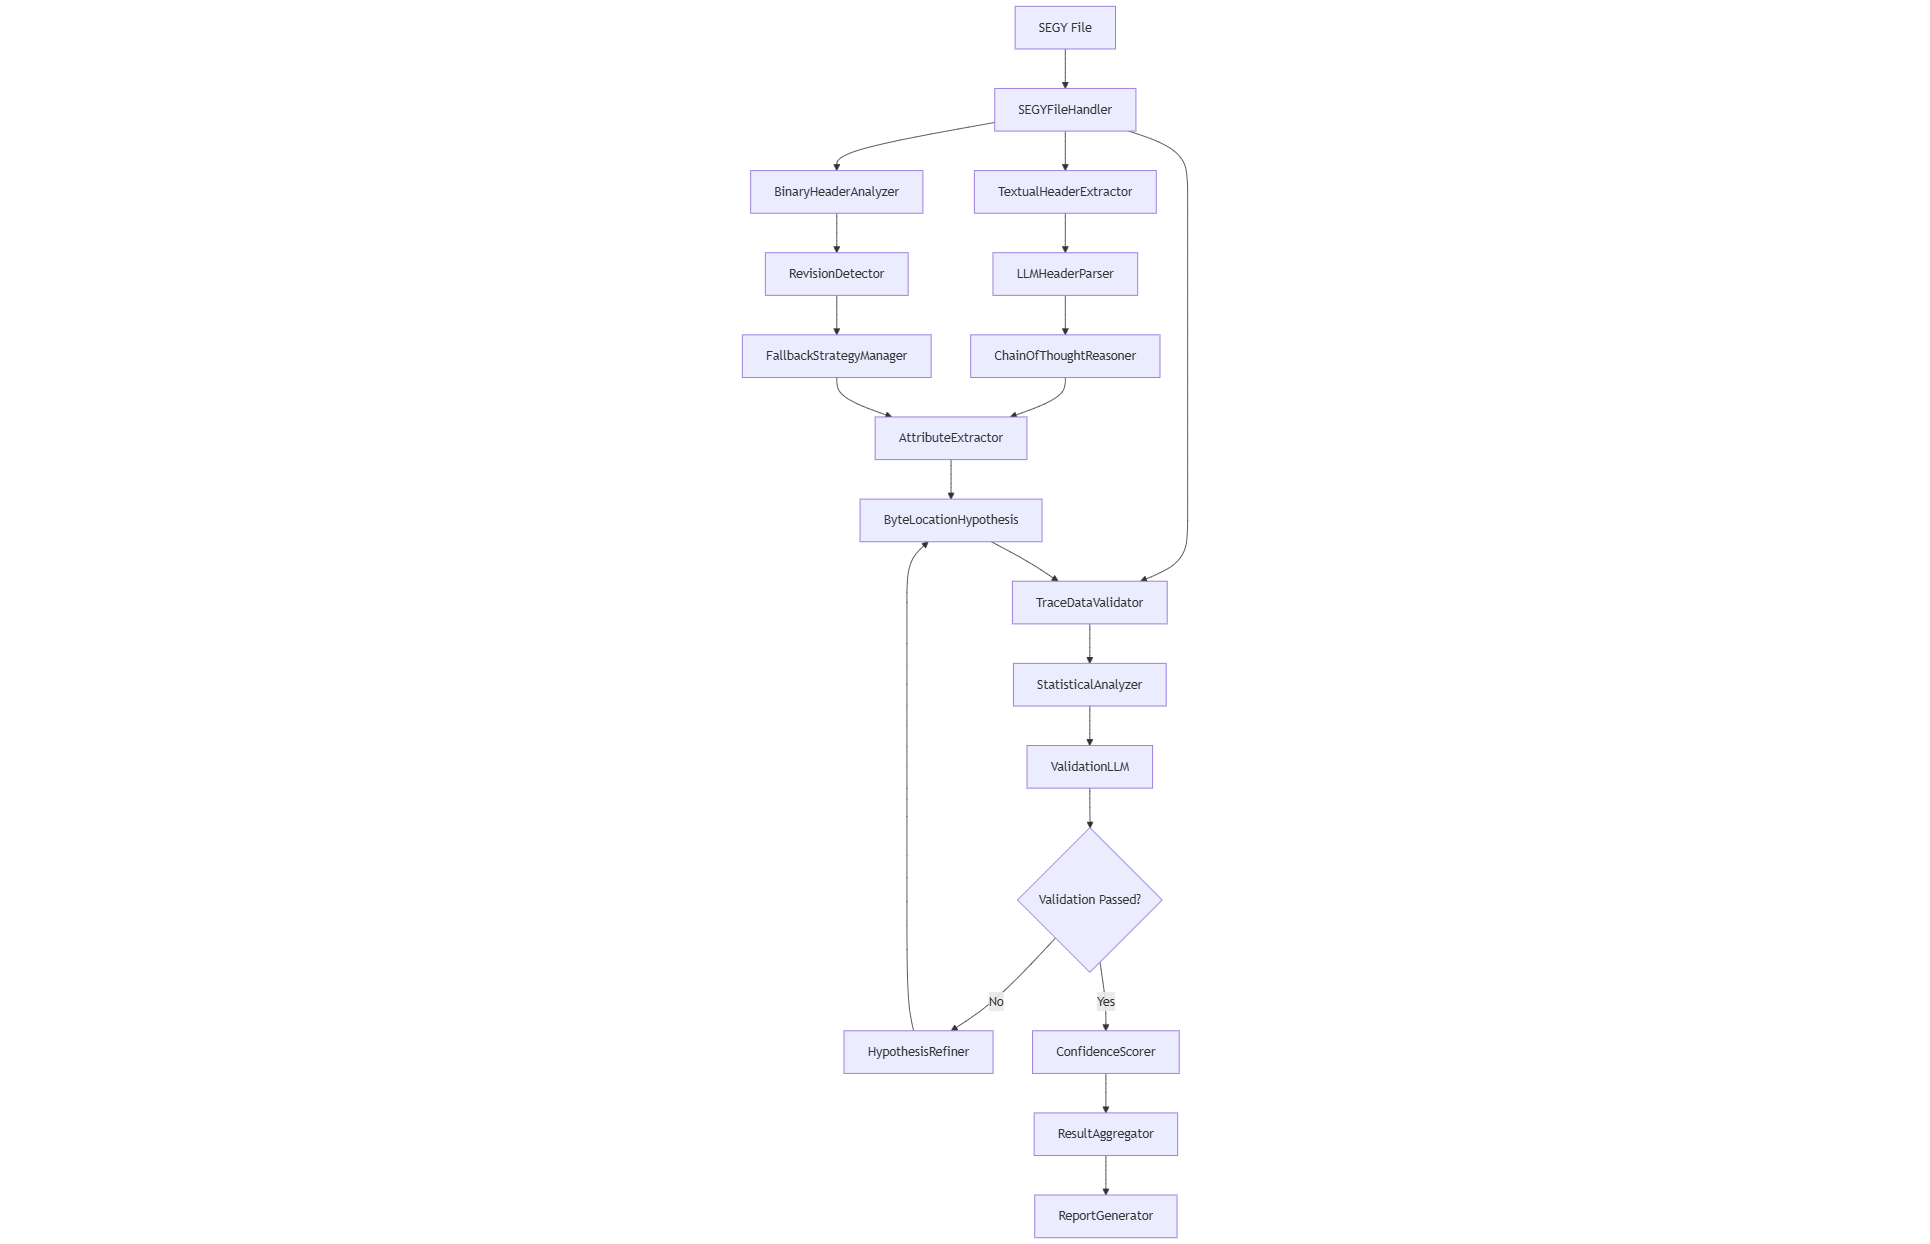 SEGY File
SEGYFileHandler
BinaryHeaderAnalyzer
TextualHeaderExtractor
RevisionDetector
LLMHeaderParser
FallbackStrategyManager
ChainOfThoughtReasoner
AttributeExtractor
ByteLocationHypothesis
TraceDataValidator
StatisticalAnalyzer
ValidationLLM
Validation Passed?
No
Yes
HypothesisRefiner
ConfidenceScorer
ResultAggregator
ReportGenerator